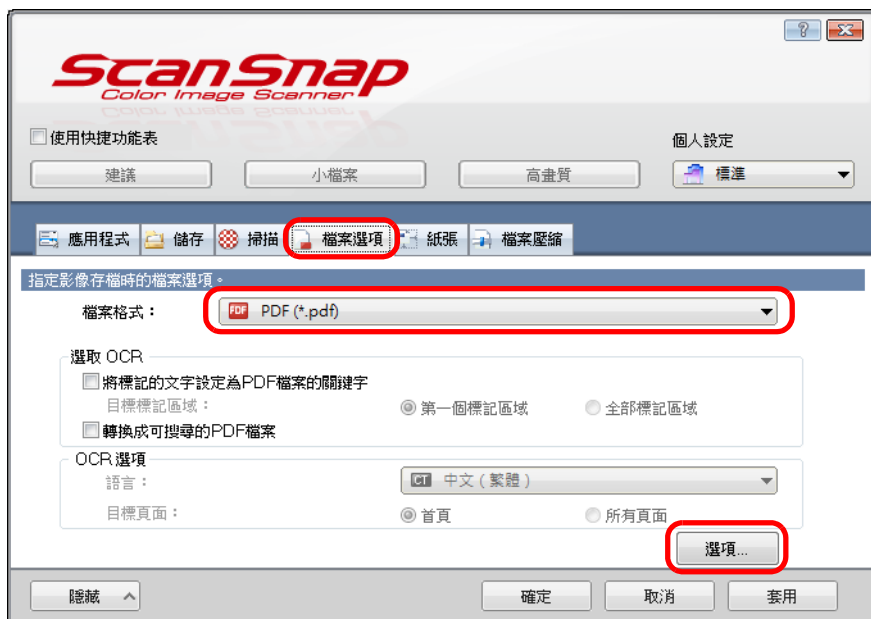 ScanSnap
Color Image Scanner
使用快捷功能表
個人設定
建議 小檔案 高畫質 標準
應用程式 儲存 掃描 檔案選項 紙張 檔案壓縮
指定影像存檔時的檔案選項。
檔案格式： PDF PDF (*.pdf)
選取 OCR
將標記的文字設定為PDF檔案的關鍵字
目標標記區域： 第一個標記區域 全部標記區域
轉換成可搜尋的PDF檔案
OCR 選項
語言： CT 中文（繁體）
目標頁面： 首頁 所有頁面
選項...
隱藏 確定 取消 套用